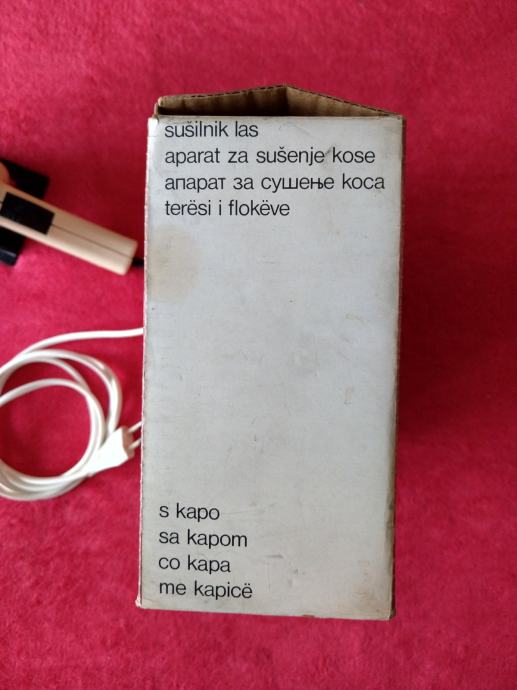 sušilnik las
aparat za sušenje kose
апарат за сушење коса
terësi i flokëve
s kapo
sa kapom
со капа
me kapicë